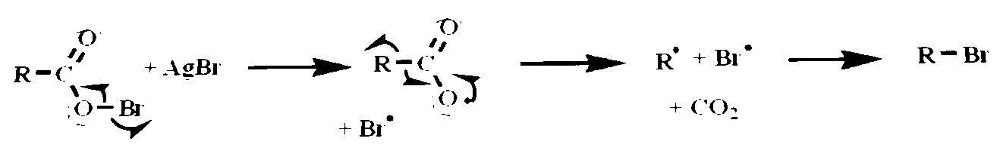 O O
R C + AgBr R C R• + Br• R Br
O Br O
+ Br• + CO2